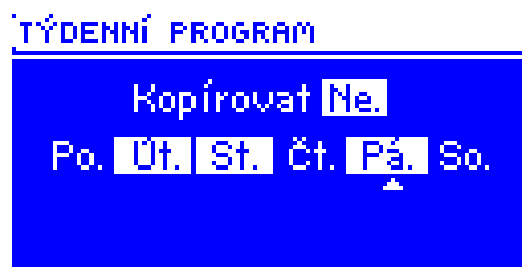 TÝDENNÍ PROGRAM
Kopírovat Ne.
Po. Út. St. Čt. Pá. So.